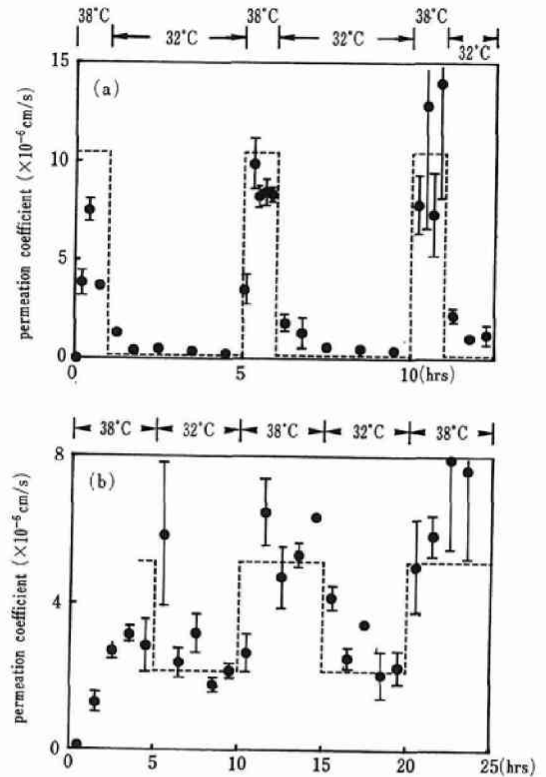 38°C 38°C 38°C
32°C 32°C 32°C
15
(a)
10
5
0
permeation coefficient (×10⁻⁶cm/s)
0 5 10(hrs)
38°C 32°C 38°C 32°C 38°C
8
(b)
4
0
permeation coefficient (×10⁻⁶cm/s)
0 5 10 15 20 25(hrs)